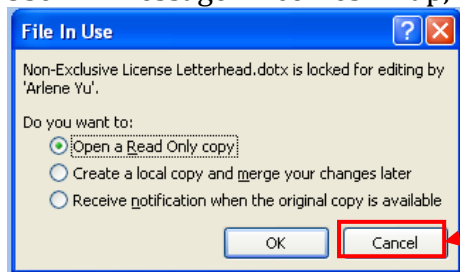 File In Use
Non-Exclusive License Letterhead.dotx is locked for editing by
'Arlene Yu'.
Do you want to:
Open a Read Only copy
Create a local copy and merge your changes later
Receive notification when the original copy is available
OK Cancel